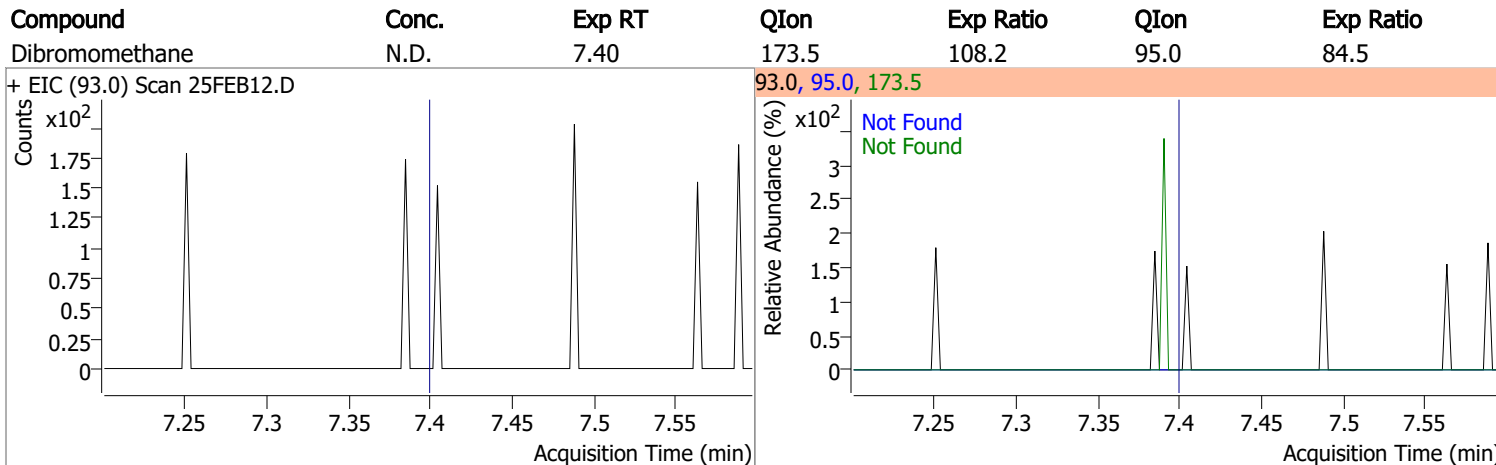 Compound Conc. Exp RT QIon Exp Ratio QIon Exp Ratio
Dibromomethane N.D. 7.40 173.5 108.2 95.0 84.5
+ EIC (93.0) Scan 25FEB12.D
Counts
x10²
1.75
1.5
1.25
1
0.75
0.5
0.25
0
7.25 7.3 7.35 7.4 7.45 7.5 7.55
Acquisition Time (min)
93.0, 95.0, 173.5
Relative Abundance (%)
x10²
Not Found
Not Found
3
2.5
2
1.5
1
0.5
0
7.25 7.3 7.35 7.4 7.45 7.5 7.55
Acquisition Time (min)